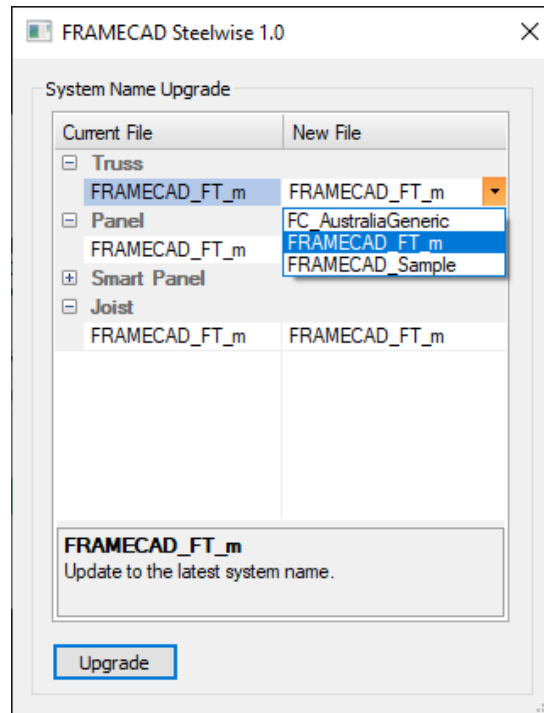 FRAMECAD Steelwise 1.0
System Name Upgrade
Current File New File
Truss
FRAMECAD_FT_m FRAMECAD_FT_m
Panel FC_AustraliaGeneric
FRAMECAD_FT_m FRAMECAD_FT_m
Smart Panel FRAMECAD_Sample
Joist
FRAMECAD_FT_m FRAMECAD_FT_m
FRAMECAD_FT_m
Update to the latest system name.
Upgrade